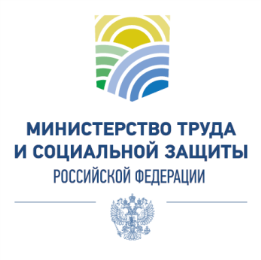 МИНИСТЕРСТВО ТРУДА
И СОЦИАЛЬНОЙ ЗАЩИТЫ
РОССИЙСКОЙ ФЕДЕРАЦИИ